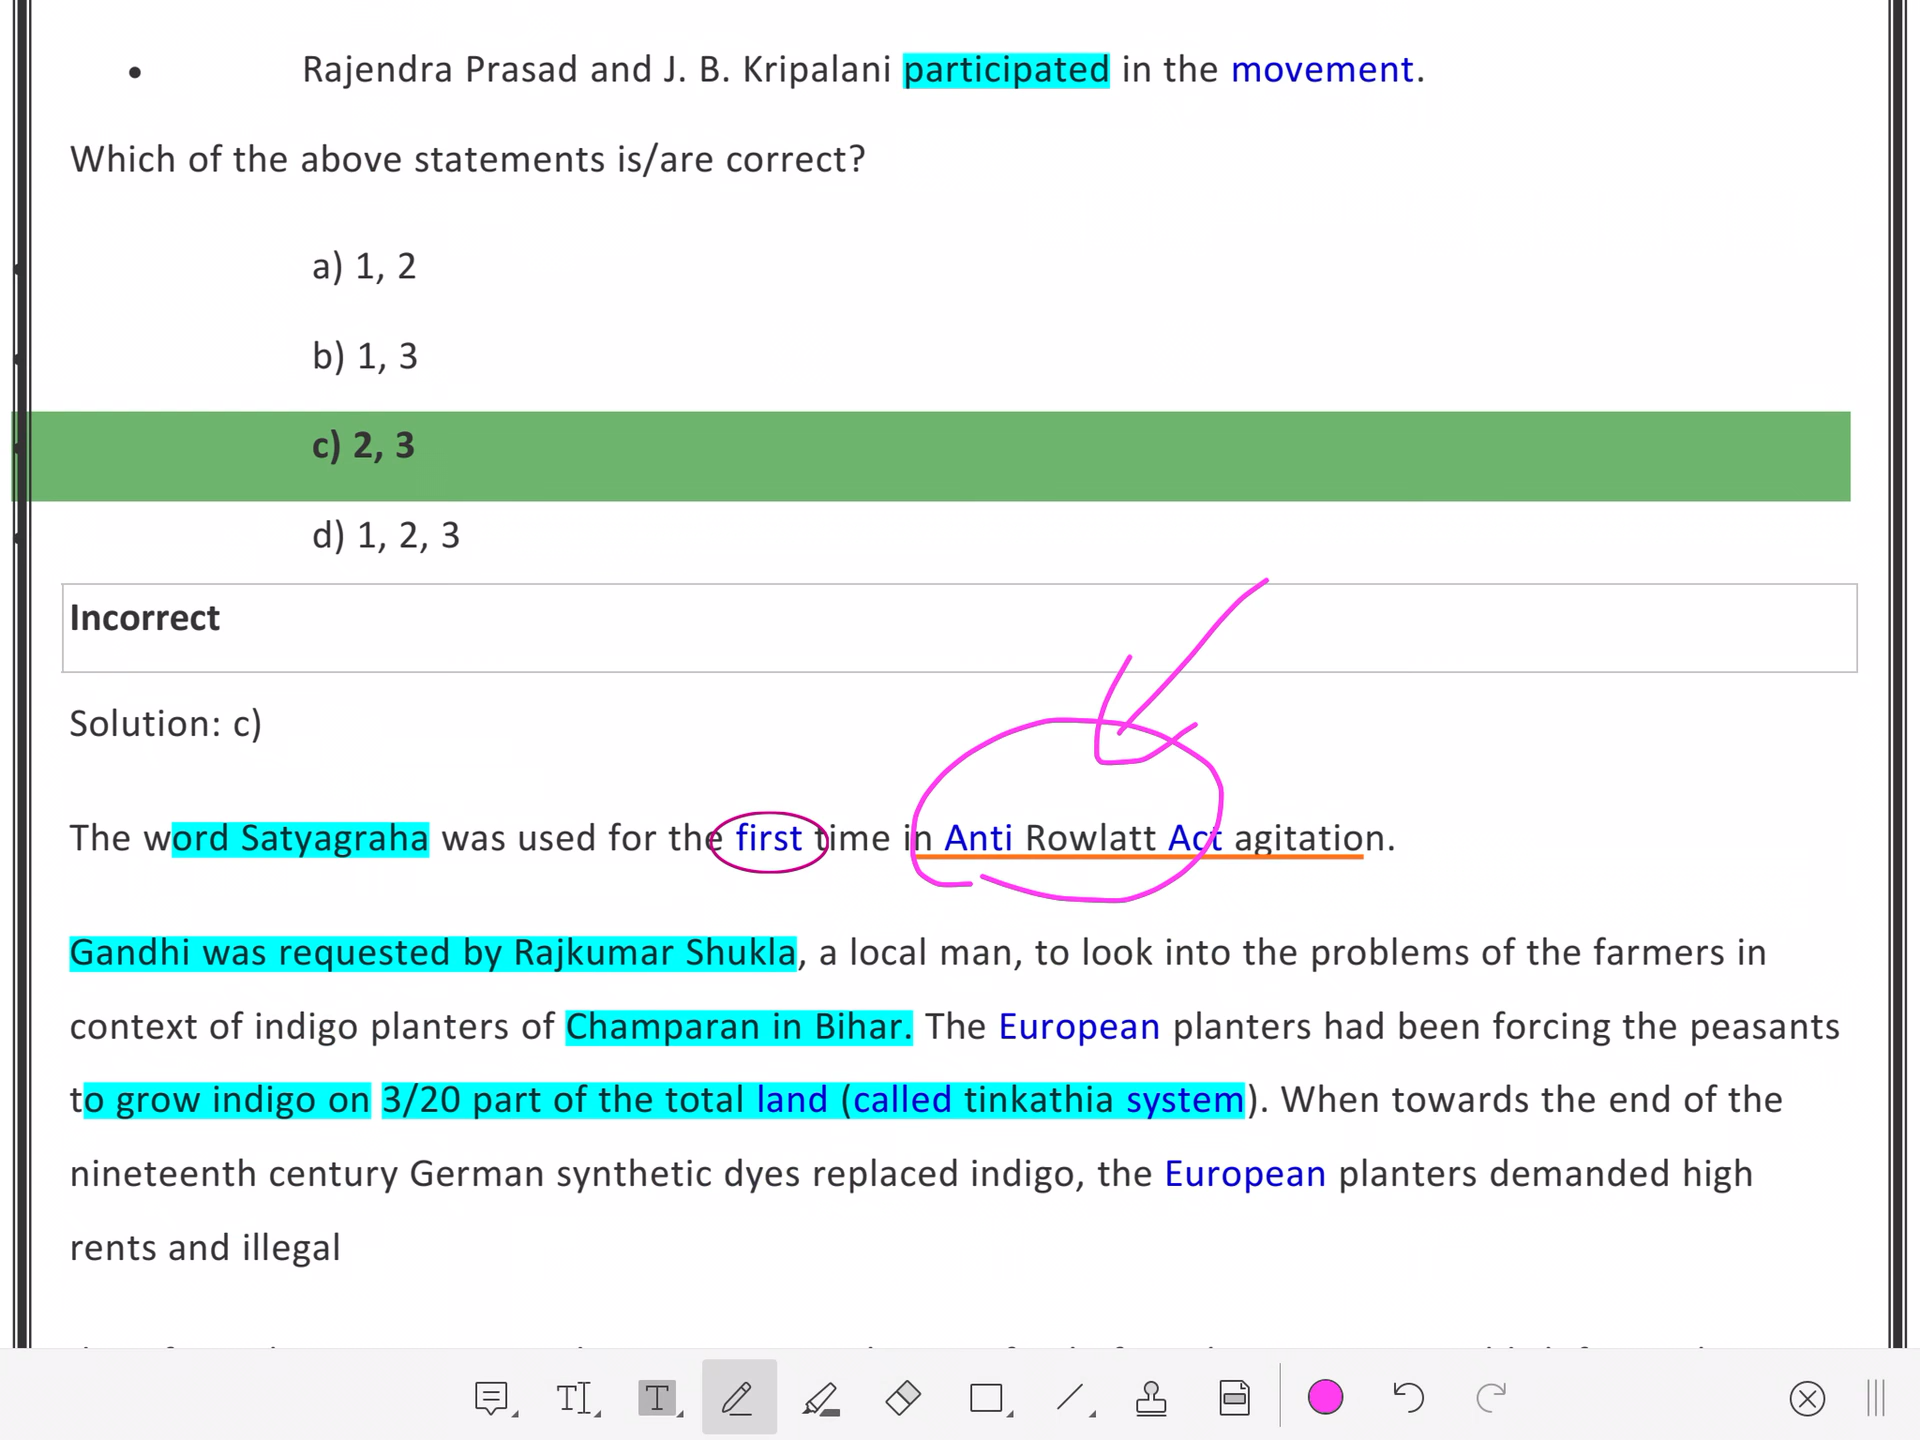 • Rajendra Prasad and J. B. Kripalani participated in the movement.
Which of the above statements is/are correct?
a) 1, 2
b) 1, 3
c) 2, 3
d) 1, 2, 3
Incorrect
Solution: c)
The word Satyagraha was used for the first time in Anti Rowlatt Act agitation.
Gandhi was requested by Rajkumar Shukla, a local man, to look into the problems of the farmers in
context of indigo planters of Champaran in Bihar. The European planters had been forcing the peasants
to grow indigo on 3/20 part of the total land (called tinkathia system). When towards the end of the
nineteenth century German synthetic dyes replaced indigo, the European planters demanded high
rents and illegal